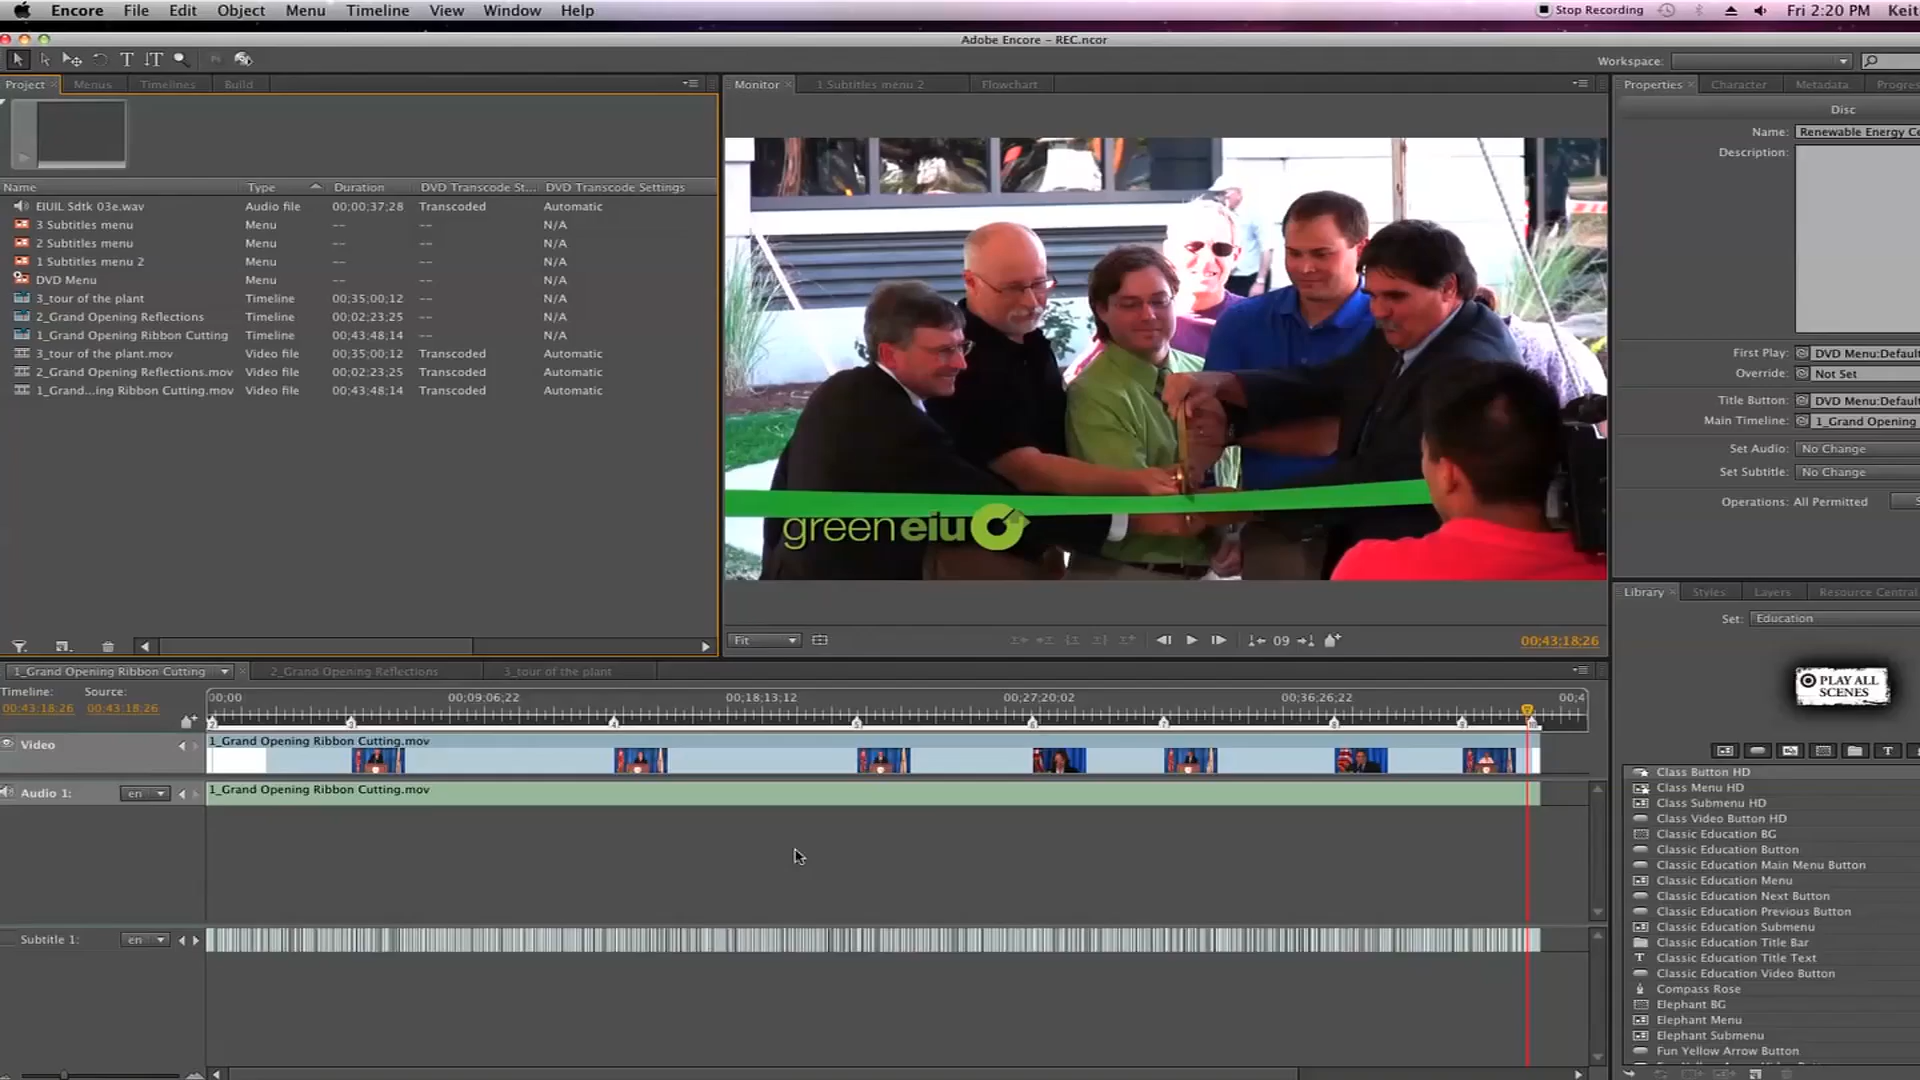 Encore File Edit Object Menu Timeline View Window Help Stop Recording Fri 2:20 PM Keit
Adobe Encore – REC.ncor
Workspace:
Project Menus Timelines Build
Monitor 1 Subtitles menu 2 Flowchart
Properties Character Metadata Progres
Disc
Name: Renewable Energy Ce
Description:
Name Type Duration DVD Transcode St... DVD Transcode Settings
EIUIL Sdtk 03e.wav Audio file 00;00;37;28 Transcoded Automatic
3 Subtitles menu Menu -- -- N/A
2 Subtitles menu Menu -- -- N/A
1 Subtitles menu 2 Menu -- -- N/A
DVD Menu Menu -- -- N/A
3_tour of the plant Timeline 00;35;00;12 -- N/A
2_Grand Opening Reflections Timeline 00;02;23;25 -- N/A
1_Grand Opening Ribbon Cutting Timeline 00;43;48;14 -- N/A
3_tour of the plant.mov Video file 00;35;00;12 Transcoded Automatic
2_Grand Opening Reflections.mov Video file 00;02;23;25 Transcoded Automatic
1_Grand...ing Ribbon Cutting.mov Video file 00;43;48;14 Transcoded Automatic
green eiu
First Play: DVD Menu:Default
Override: Not Set
Title Button: DVD Menu:Default
Main Timeline: 1_Grand Opening
Set Audio: No Change
Set Subtitle: No Change
Operations: All Permitted
Fit 09 00;43;18;26
Library Styles Layers Resource Central
Set: Education
PLAY ALL
SCENES
1_Grand Opening Ribbon Cutting 2_Grand Opening Reflections 3_tour of the plant
Timeline: Source:
00;43;18;26 00;43;18;26
00;00 00;09;06;22 00;18;13;12 00;27;20;02 00;36;26;22 00;4
Video 1_Grand Opening Ribbon Cutting.mov
Audio 1: en 1_Grand Opening Ribbon Cutting.mov
Subtitle 1: en
Class Button HD
Class Menu HD
Class Submenu HD
Class Video Button HD
Classic Education BG
Classic Education Button
Classic Education Main Menu Button
Classic Education Menu
Classic Education Next Button
Classic Education Previous Button
Classic Education Submenu
Classic Education Title Bar
Classic Education Title Text
Classic Education Video Button
Compass Rose
Elephant BG
Elephant Menu
Elephant Submenu
Fun Yellow Arrow Button